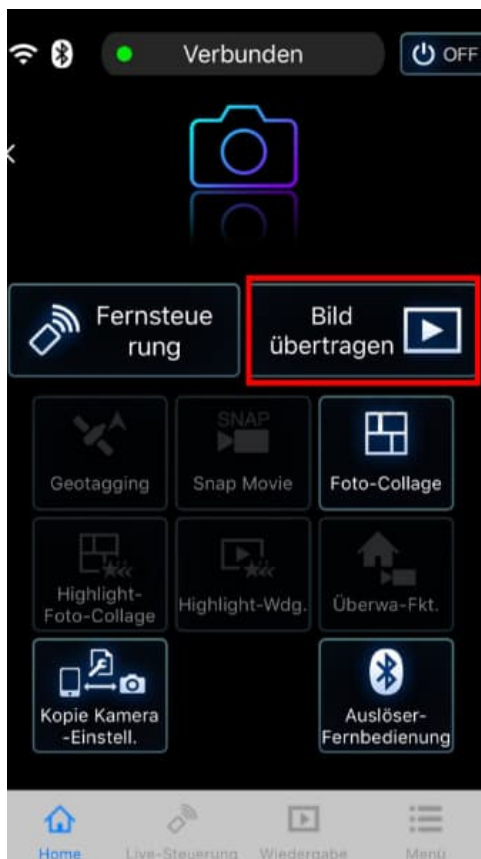 Verbunden
OFF
Fernsteue
rung
Bild
übertragen
Geotagging
SNAP
Snap Movie
Foto-Collage
Highlight-
Foto-Collage
Highlight-Wdg.
Überwa-Fkt.
Kopie Kamera
-Einstell.
Auslöser-
Fernbedienung
Home
Live-Steuerung
Wiedergabe
Menü